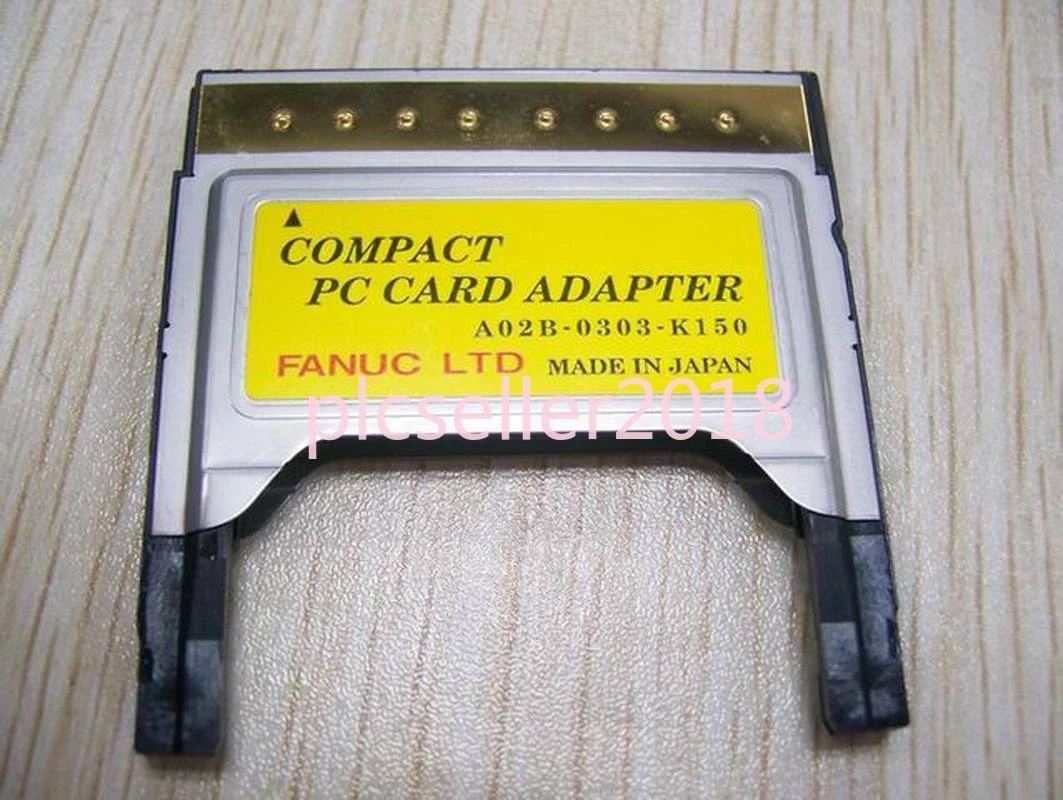 COMPACT
PC CARD ADAPTER
A02B-0303-K150
FANUC LTD MADE IN JAPAN
plcseller2018